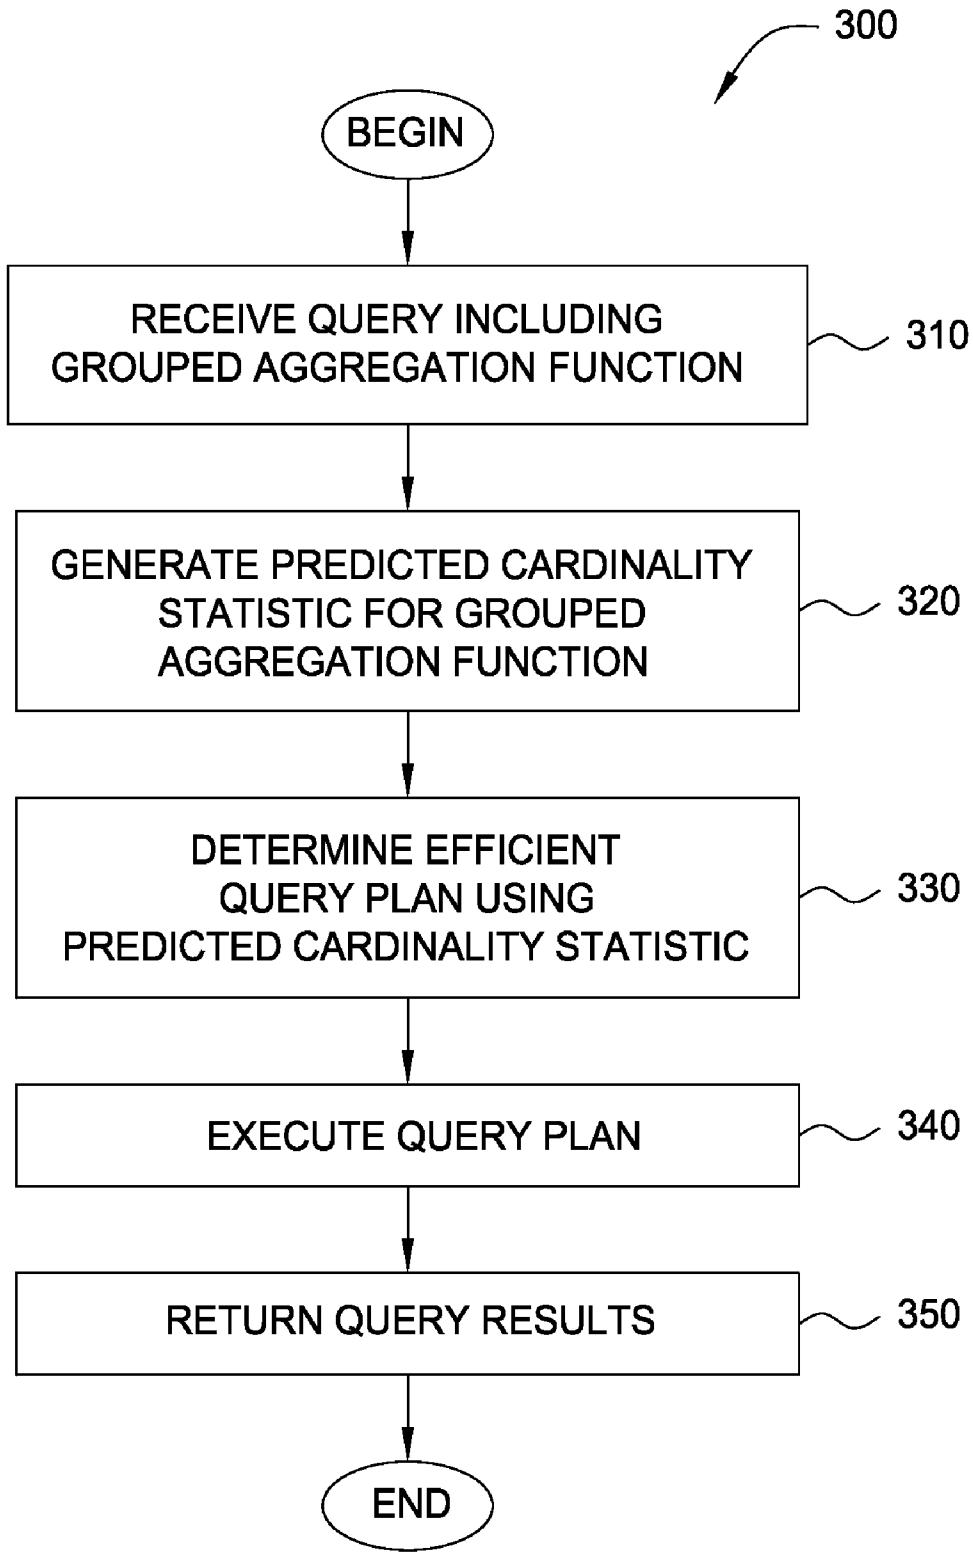 300
BEGIN
RECEIVE QUERY INCLUDING
GROUPED AGGREGATION FUNCTION
310
GENERATE PREDICTED CARDINALITY
STATISTIC FOR GROUPED
AGGREGATION FUNCTION
320
DETERMINE EFFICIENT
QUERY PLAN USING
PREDICTED CARDINALITY STATISTIC
330
EXECUTE QUERY PLAN
340
RETURN QUERY RESULTS
350
END